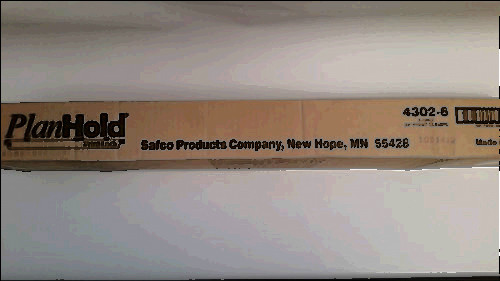 PlanHold
4302-6
Safco Products Company, New Hope, MN 55428
Made